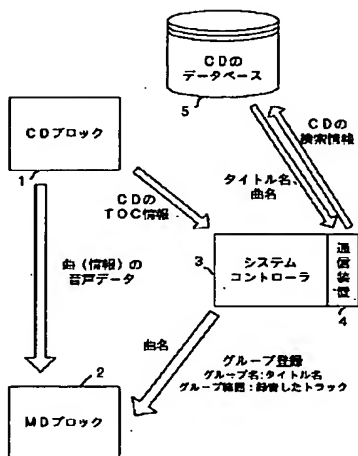 CDの
データベース
5
CDブロック
1
CDの
検索情報
タイトル名、
曲名
CDの
TOC情報
3
システム
コントローラ
通信装置
4
曲(情報)の
音声データ
曲名
グループ登録
グループ名:タイトル名
グループ範囲:録音したトラック
2
MDブロック